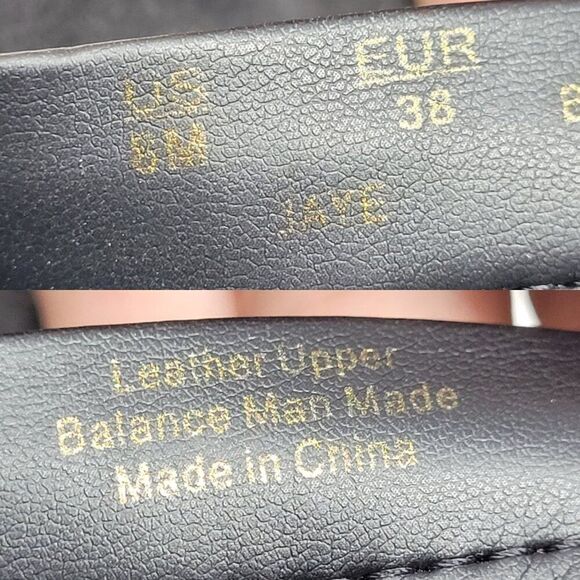 US
EUR
8M
38
JAYE
Leather Upper
Balance Man Made
Made in China